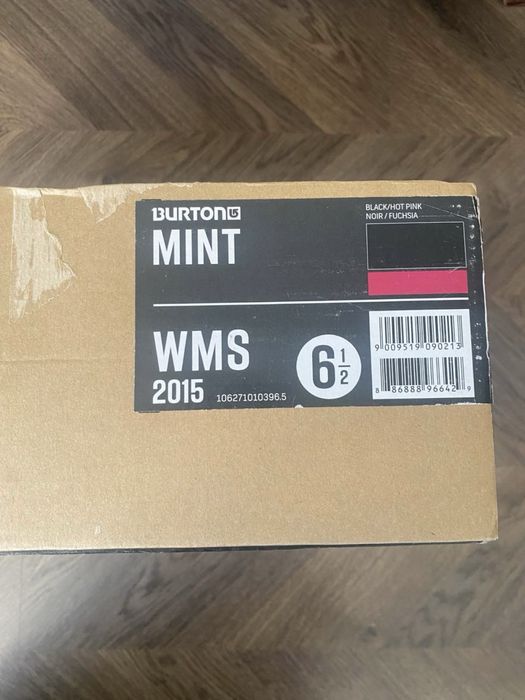 BURTON
MINT
BLACK/HOT PINK
NOIR / FUCHSIA
WMS
2015
106271010396.5
6 1/2
9 009519 090213
8 86888 96642 9